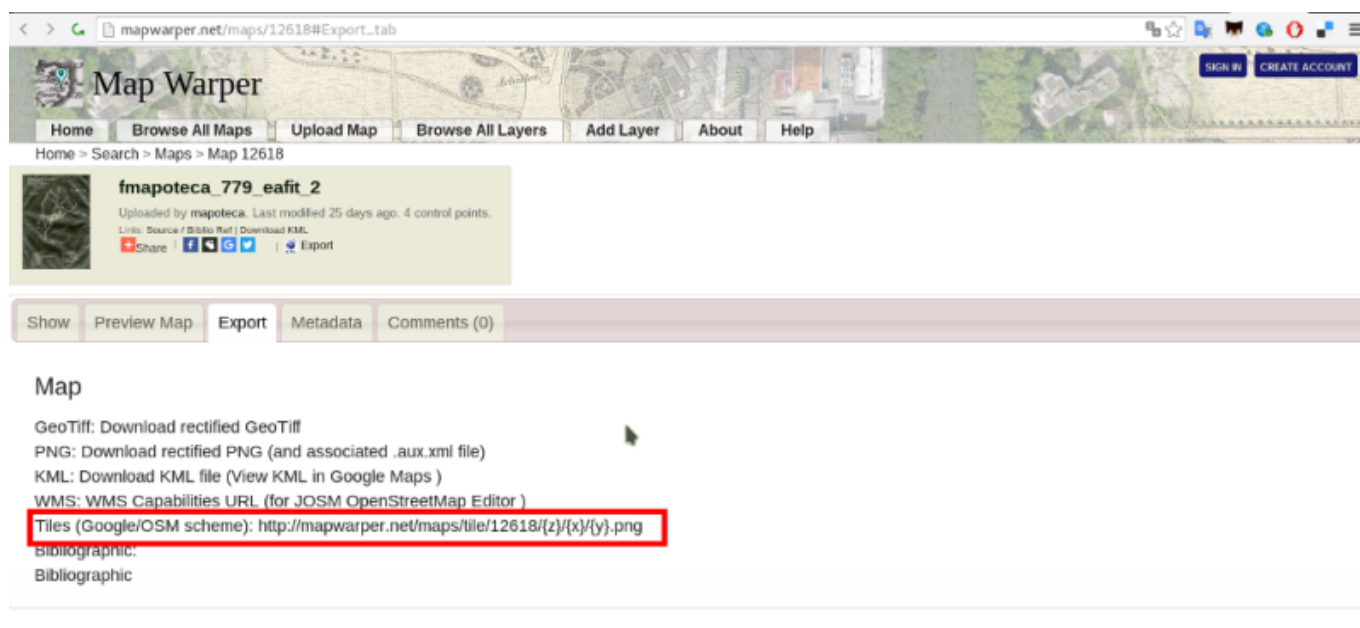 mapwarper.net/maps/12618#Export_tab
Map Warper
SIGN IN CREATE ACCOUNT
Home Browse All Maps Upload Map Browse All Layers Add Layer About Help
Home > Search > Maps > Map 12618
fmapoteca_779_eafit_2
Uploaded by mapoteca. Last modified 25 days ago. 4 control points.
Links: Source / Biblio Ref | Download KML
Share | | Export
Show Preview Map Export Metadata Comments (0)
Map
GeoTiff: Download rectified GeoTiff
PNG: Download rectified PNG (and associated .aux.xml file)
KML: Download KML file (View KML in Google Maps )
WMS: WMS Capabilities URL (for JOSM OpenStreetMap Editor )
Tiles (Google/OSM scheme): http://mapwarper.net/maps/tile/12618/{z}/{x}/{y}.png
Bibliographic:
Bibliographic